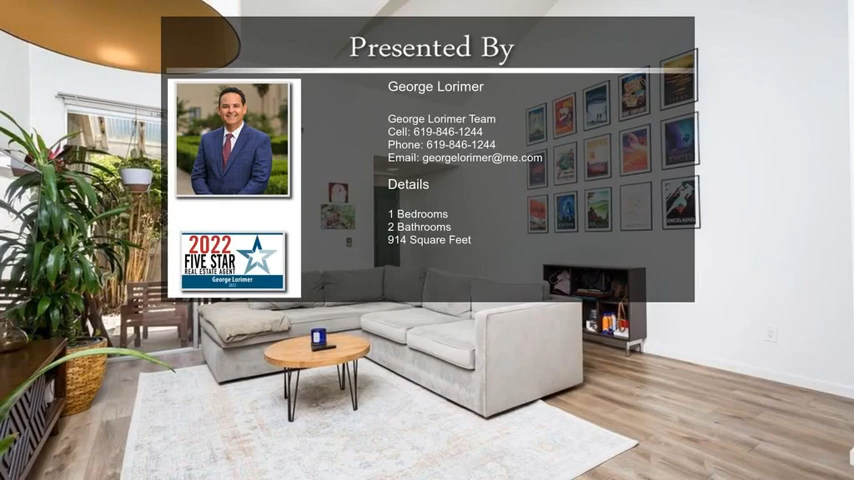 Presented By
George Lorimer
George Lorimer Team
Cell: 619-846-1244
Phone: 619-846-1244
Email: georgelorimer@me.com
Details
1 Bedrooms
2 Bathrooms
914 Square Feet
2022
FIVE STAR
REAL ESTATE AGENT
George Lorimer